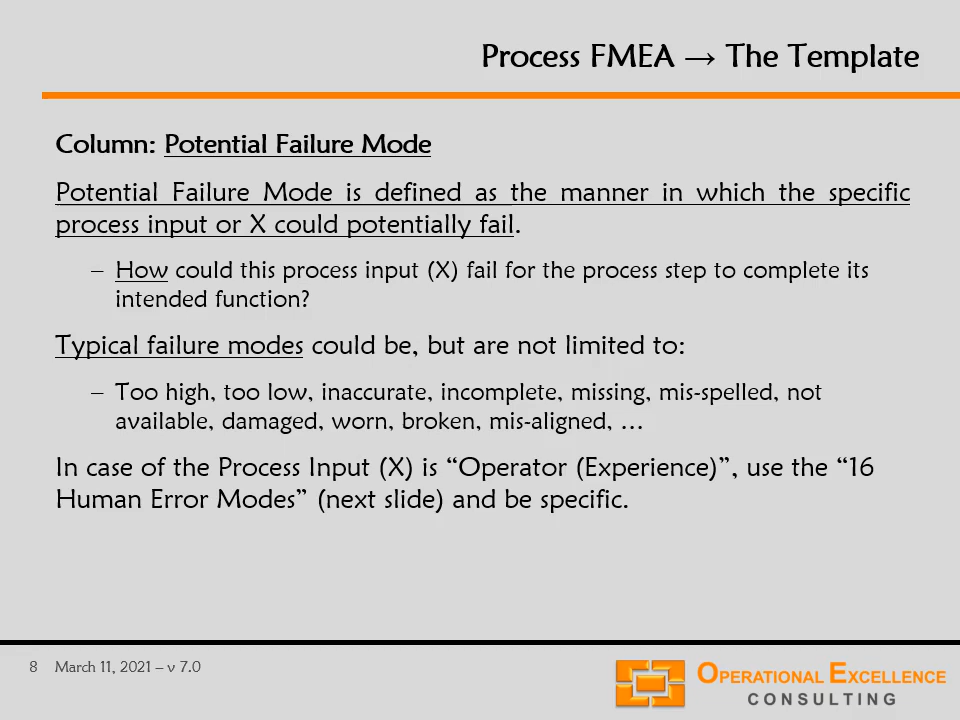 Process FMEA → The Template
Column: Potential Failure Mode
Potential Failure Mode is defined as the manner in which the specific
process input or X could potentially fail.
– How could this process input (X) fail for the process step to complete its
intended function?
Typical failure modes could be, but are not limited to:
– Too high, too low, inaccurate, incomplete, missing, mis-spelled, not
available, damaged, worn, broken, mis-aligned, …
In case of the Process Input (X) is “Operator (Experience)”, use the “16
Human Error Modes” (next slide) and be specific.
8 March 11, 2021 – v 7.0
OPERATIONAL EXCELLENCE
CONSULTING